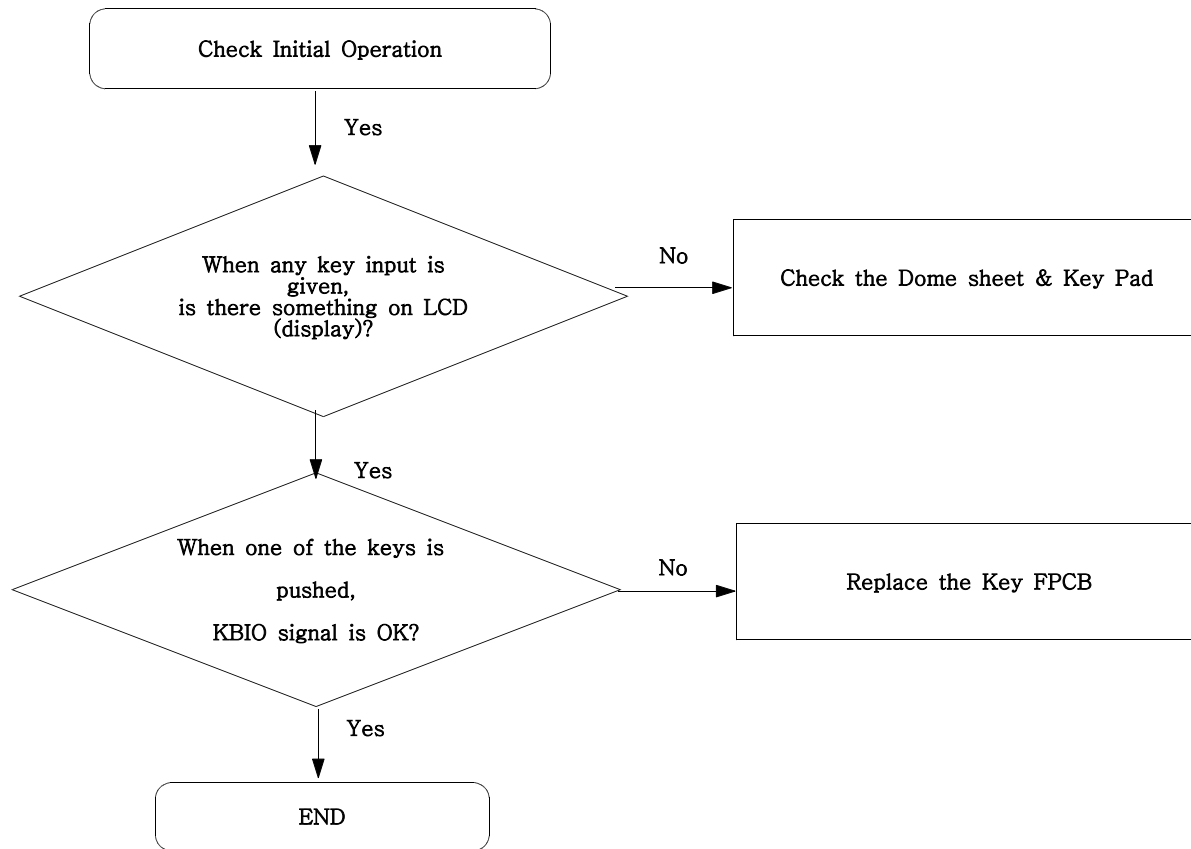 Check Initial Operation
Yes
When any key input is
given,
is there something on LCD
(display)?
No
Check the Dome sheet & Key Pad
Yes
When one of the keys is
pushed,
KBIO signal is OK?
No
Replace the Key FPCB
Yes
END